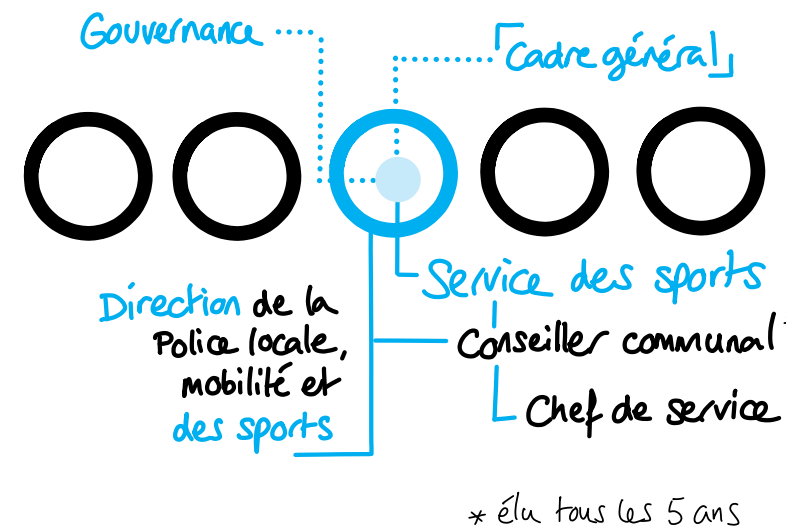 Gouvernance
「Cadre général」
Service des sports
Direction de la
Police locale,
mobilité et
des sports
Conseiller communal
Chef de service
* élu tous les 5 ans